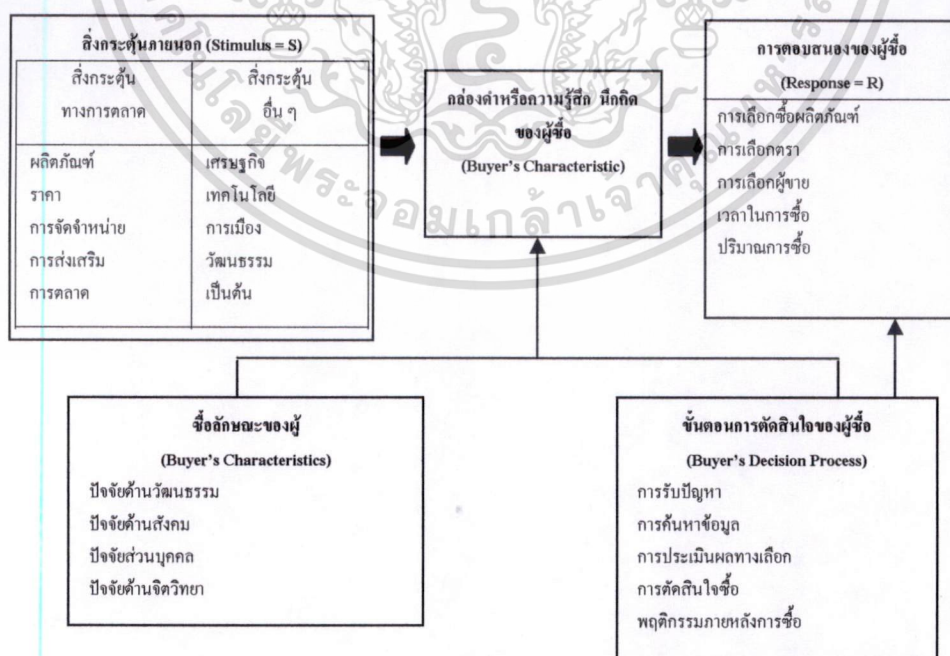 สิ่งกระตุ้นภายนอก (Stimulus = S)
สิ่งกระตุ้น
ทางการตลาด
สิ่งกระตุ้น
อื่น ๆ
ผลิตภัณฑ์
ราคา
การจัดจำหน่าย
การส่งเสริม
การตลาด
เศรษฐกิจ
เทคโนโลยี
การเมือง
วัฒนธรรม
เป็นต้น
กล่องดำหรือความรู้สึก นึกคิด
ของผู้ซื้อ
(Buyer's Characteristic)
การตอบสนองของผู้ซื้อ
(Response = R)
การเลือกซื้อผลิตภัณฑ์
การเลือกตรา
การเลือกผู้ขาย
เวลาในการซื้อ
ปริมาณการซื้อ
ซื้อลักษณะของผู้
(Buyer's Characteristics)
ปัจจัยด้านวัฒนธรรม
ปัจจัยด้านสังคม
ปัจจัยส่วนบุคคล
ปัจจัยด้านจิตวิทยา
ขั้นตอนการตัดสินใจของผู้ซื้อ
(Buyer's Decision Process)
การรับปัญหา
การค้นหาข้อมูล
การประเมินผลทางเลือก
การตัดสินใจซื้อ
พฤติกรรมภายหลังการซื้อ